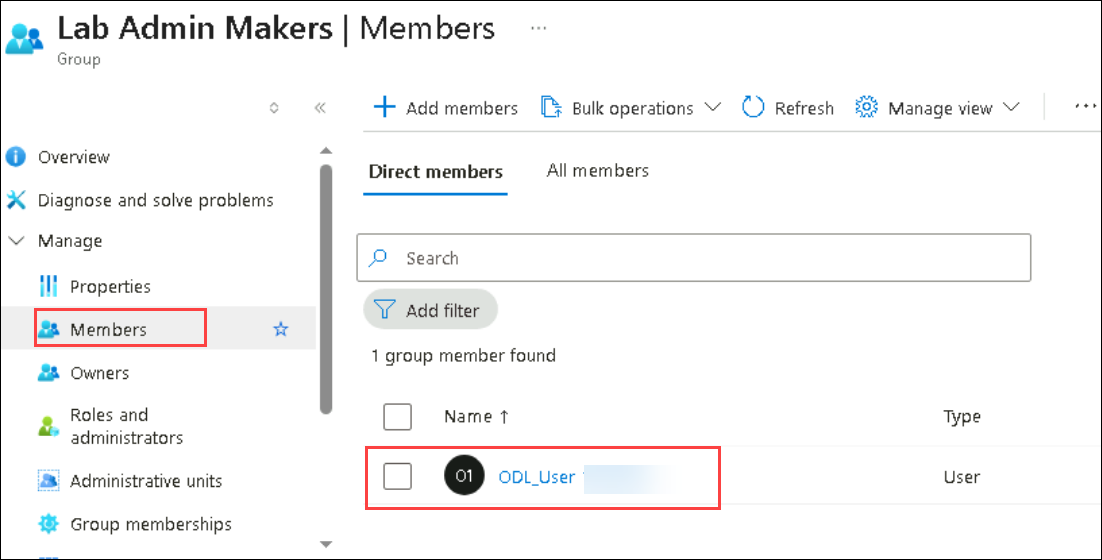 Lab Admin Makers | Members ...
Group
Add members
Bulk operations
Refresh
Manage view
...
Overview
Diagnose and solve problems
Manage
Properties
Members
Owners
Roles and
administrators
Administrative units
Group memberships
Direct members
All members
Search
Add filter
1 group member found
Name ↑
Type
O1
ODL_User
User